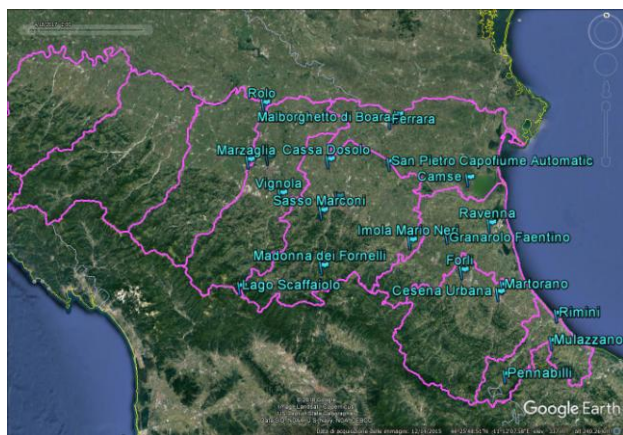 Rolo
Malborghetto di Boara
Ferrara
Marzaglia
Cassa Dosolo
San Pietro Capofiume Automatic
Camse
Vignola
Sasso Marconi
Ravenna
Imola Mario Neri
Granarolo Faentino
Madonna dei Fornelli
Forlì
Lago Scaffaiolo
Cesena Urbana
Martorano
Rimini
Mulazzano
Pennabilli
Google Earth